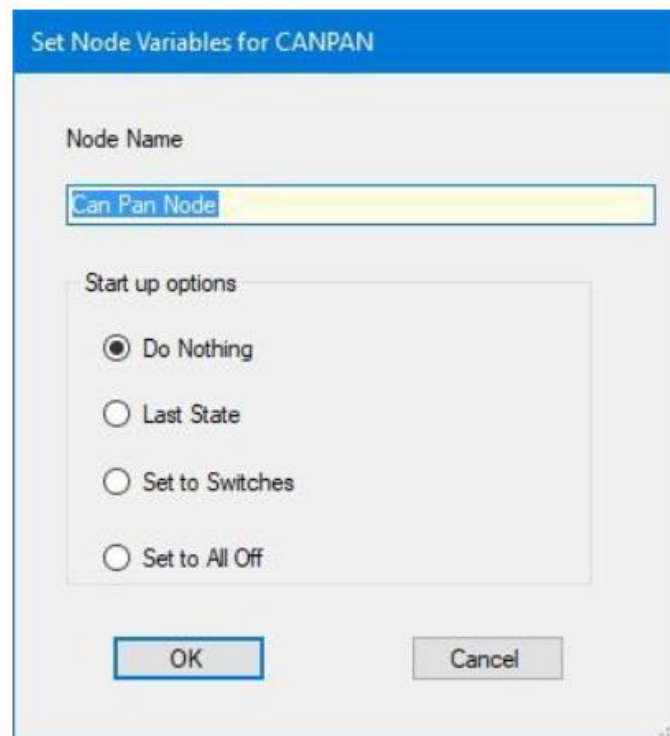 Set Node Variables for CANPAN
Node Name
Can Pan Node
Start up options
Do Nothing
Last State
Set to Switches
Set to All Off
OK
Cancel